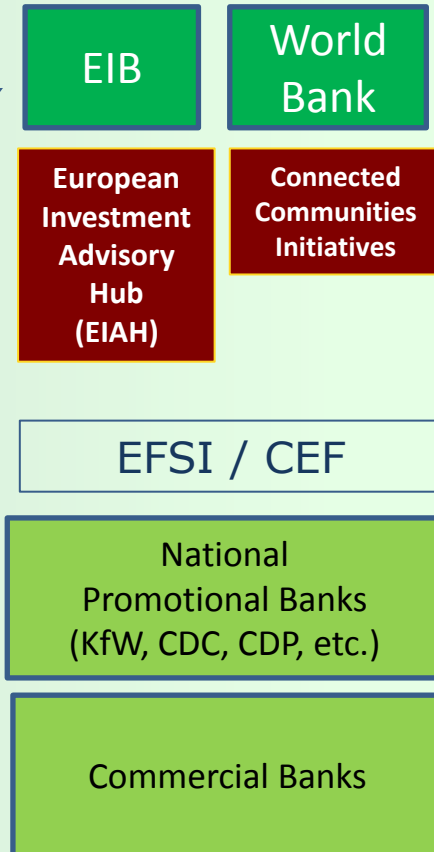 EIB
World
Bank
European
Investment
Advisory
Hub
(EIAH)
Connected
Communities
Initiatives
EFSI / CEF
National
Promotional Banks
(KfW, CDC, CDP, etc.)
Commercial Banks